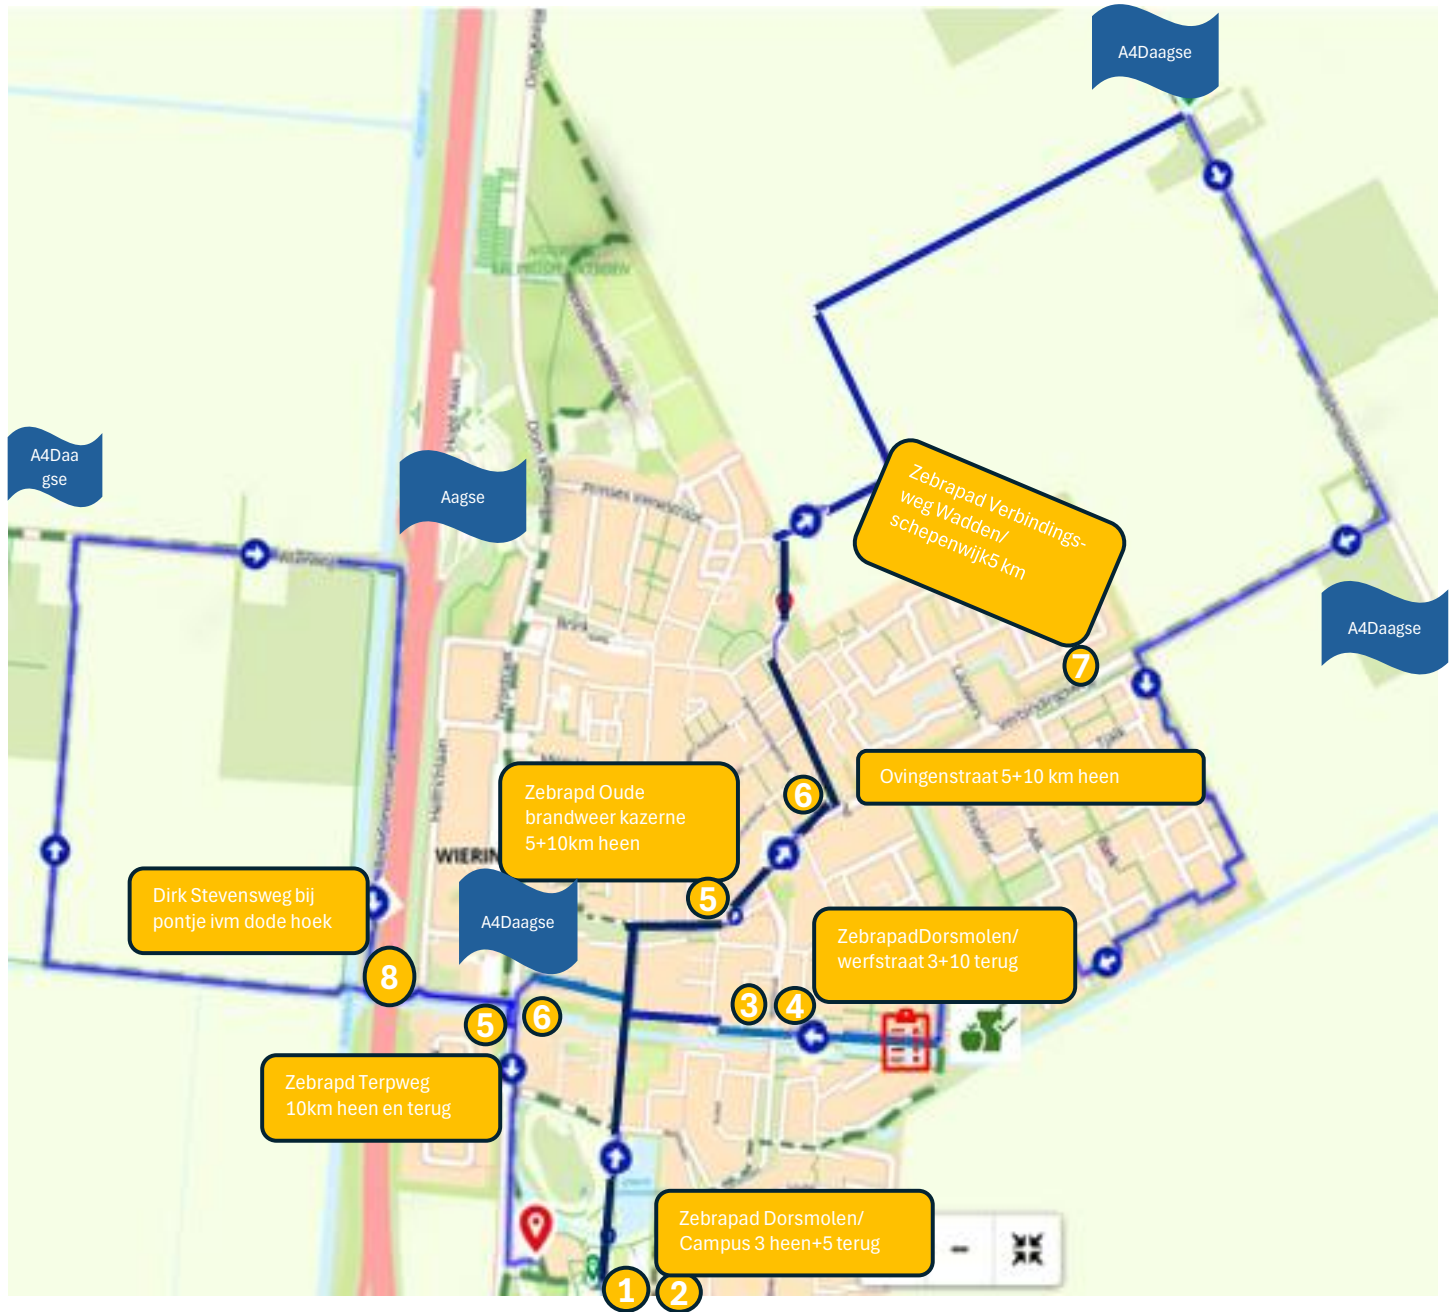 A4Daagse
A4Daa
gse
Aagse
Zebrapad Verbindings-
weg Wadden/
schepenwijk5 km
A4Daagse
7
Ovingenstraat 5+10 km heen
Zebrapd Oude
brandweer kazerne
5+10km heen
6
5
WIERIN
Dirk Stevensweg bij
pontje ivm dode hoek
A4Daagse
ZebrapadDorsmolen/
werfstraat 3+10 terug
8
5
6
3
4
Zebrapd Terpweg
10km heen en terug
Zebrapad Dorsmolen/
Campus 3 heen+5 terug
1
2
Brink
Tjalk
Aak